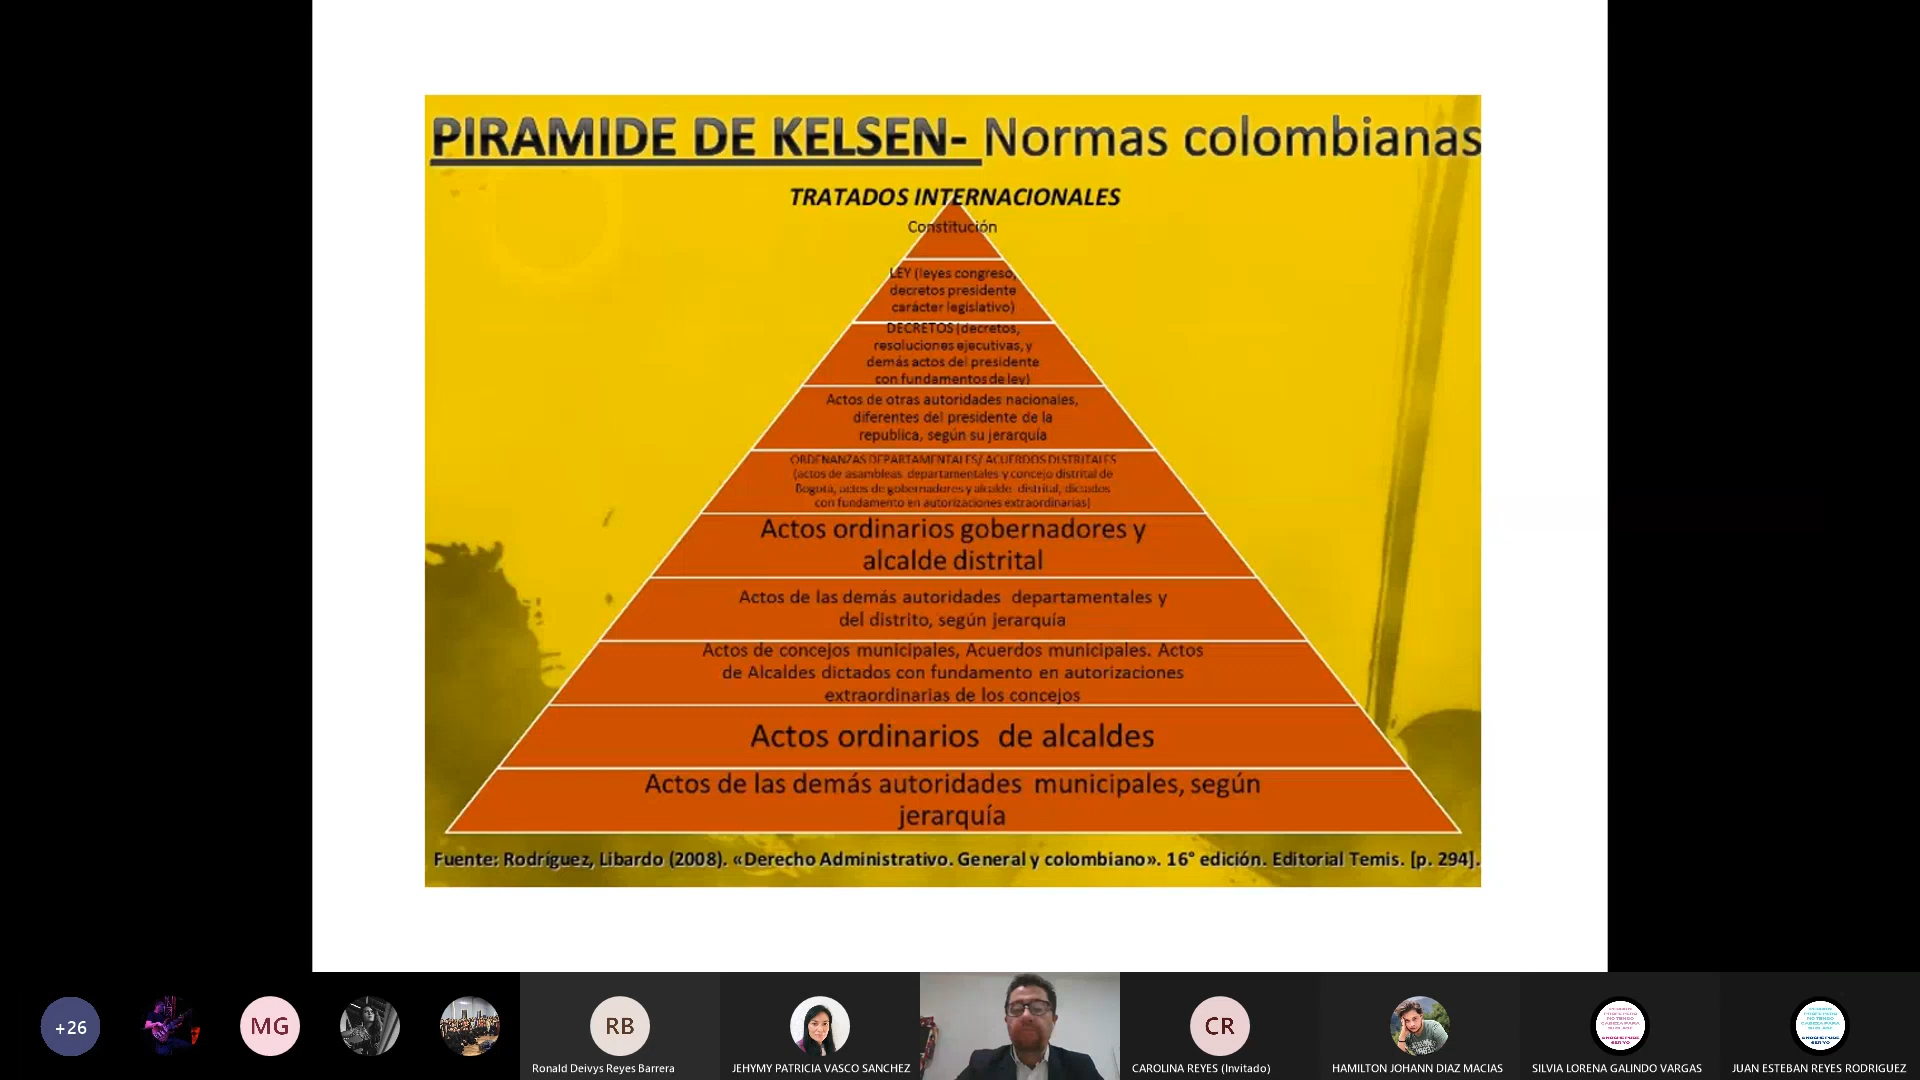 PIRAMIDE DE KELSEN- Normas colombianas
TRATADOS INTERNACIONALES
Constitución
LEY (leyes congreso,
decretos presidente
carácter legislativo)
DECRETOS (decretos,
resoluciones ejecutivas, y
demás actos del presidente
con fundamentos de ley)
Actos de otras autoridades nacionales,
diferentes del presidente de la
republica, según su jerarquía
ORDENANZAS DEPARTAMENTALES/ ACUERDOS DISTRITALES
(actos de asambleas departamentales y concejo distrital de
Bogotá, actos de gobernadores y alcalde distrital, dictados
con fundamento en autorizaciones extraordinarias)
Actos ordinarios gobernadores y
alcalde distrital
Actos de las demás autoridades departamentales y
del distrito, según jerarquía
Actos de concejos municipales, Acuerdos municipales. Actos
de Alcaldes dictados con fundamento en autorizaciones
extraordinarias de los concejos
Actos ordinarios de alcaldes
Actos de las demás autoridades municipales, según
jerarquía
Fuente: Rodríguez, Libardo (2008). «Derecho Administrativo. General y colombiano». 16° edición. Editorial Temis. [p. 294].
+26
MG
RB
CR
Ronald Deivys Reyes Barrera
JEHYMY PATRICIA VASCO SANCHEZ
CAROLINA REYES (Invitado)
HAMILTON JOHANN DIAZ MACIAS
SILVIA LORENA GALINDO VARGAS
JUAN ESTEBAN REYES RODRIGUEZ